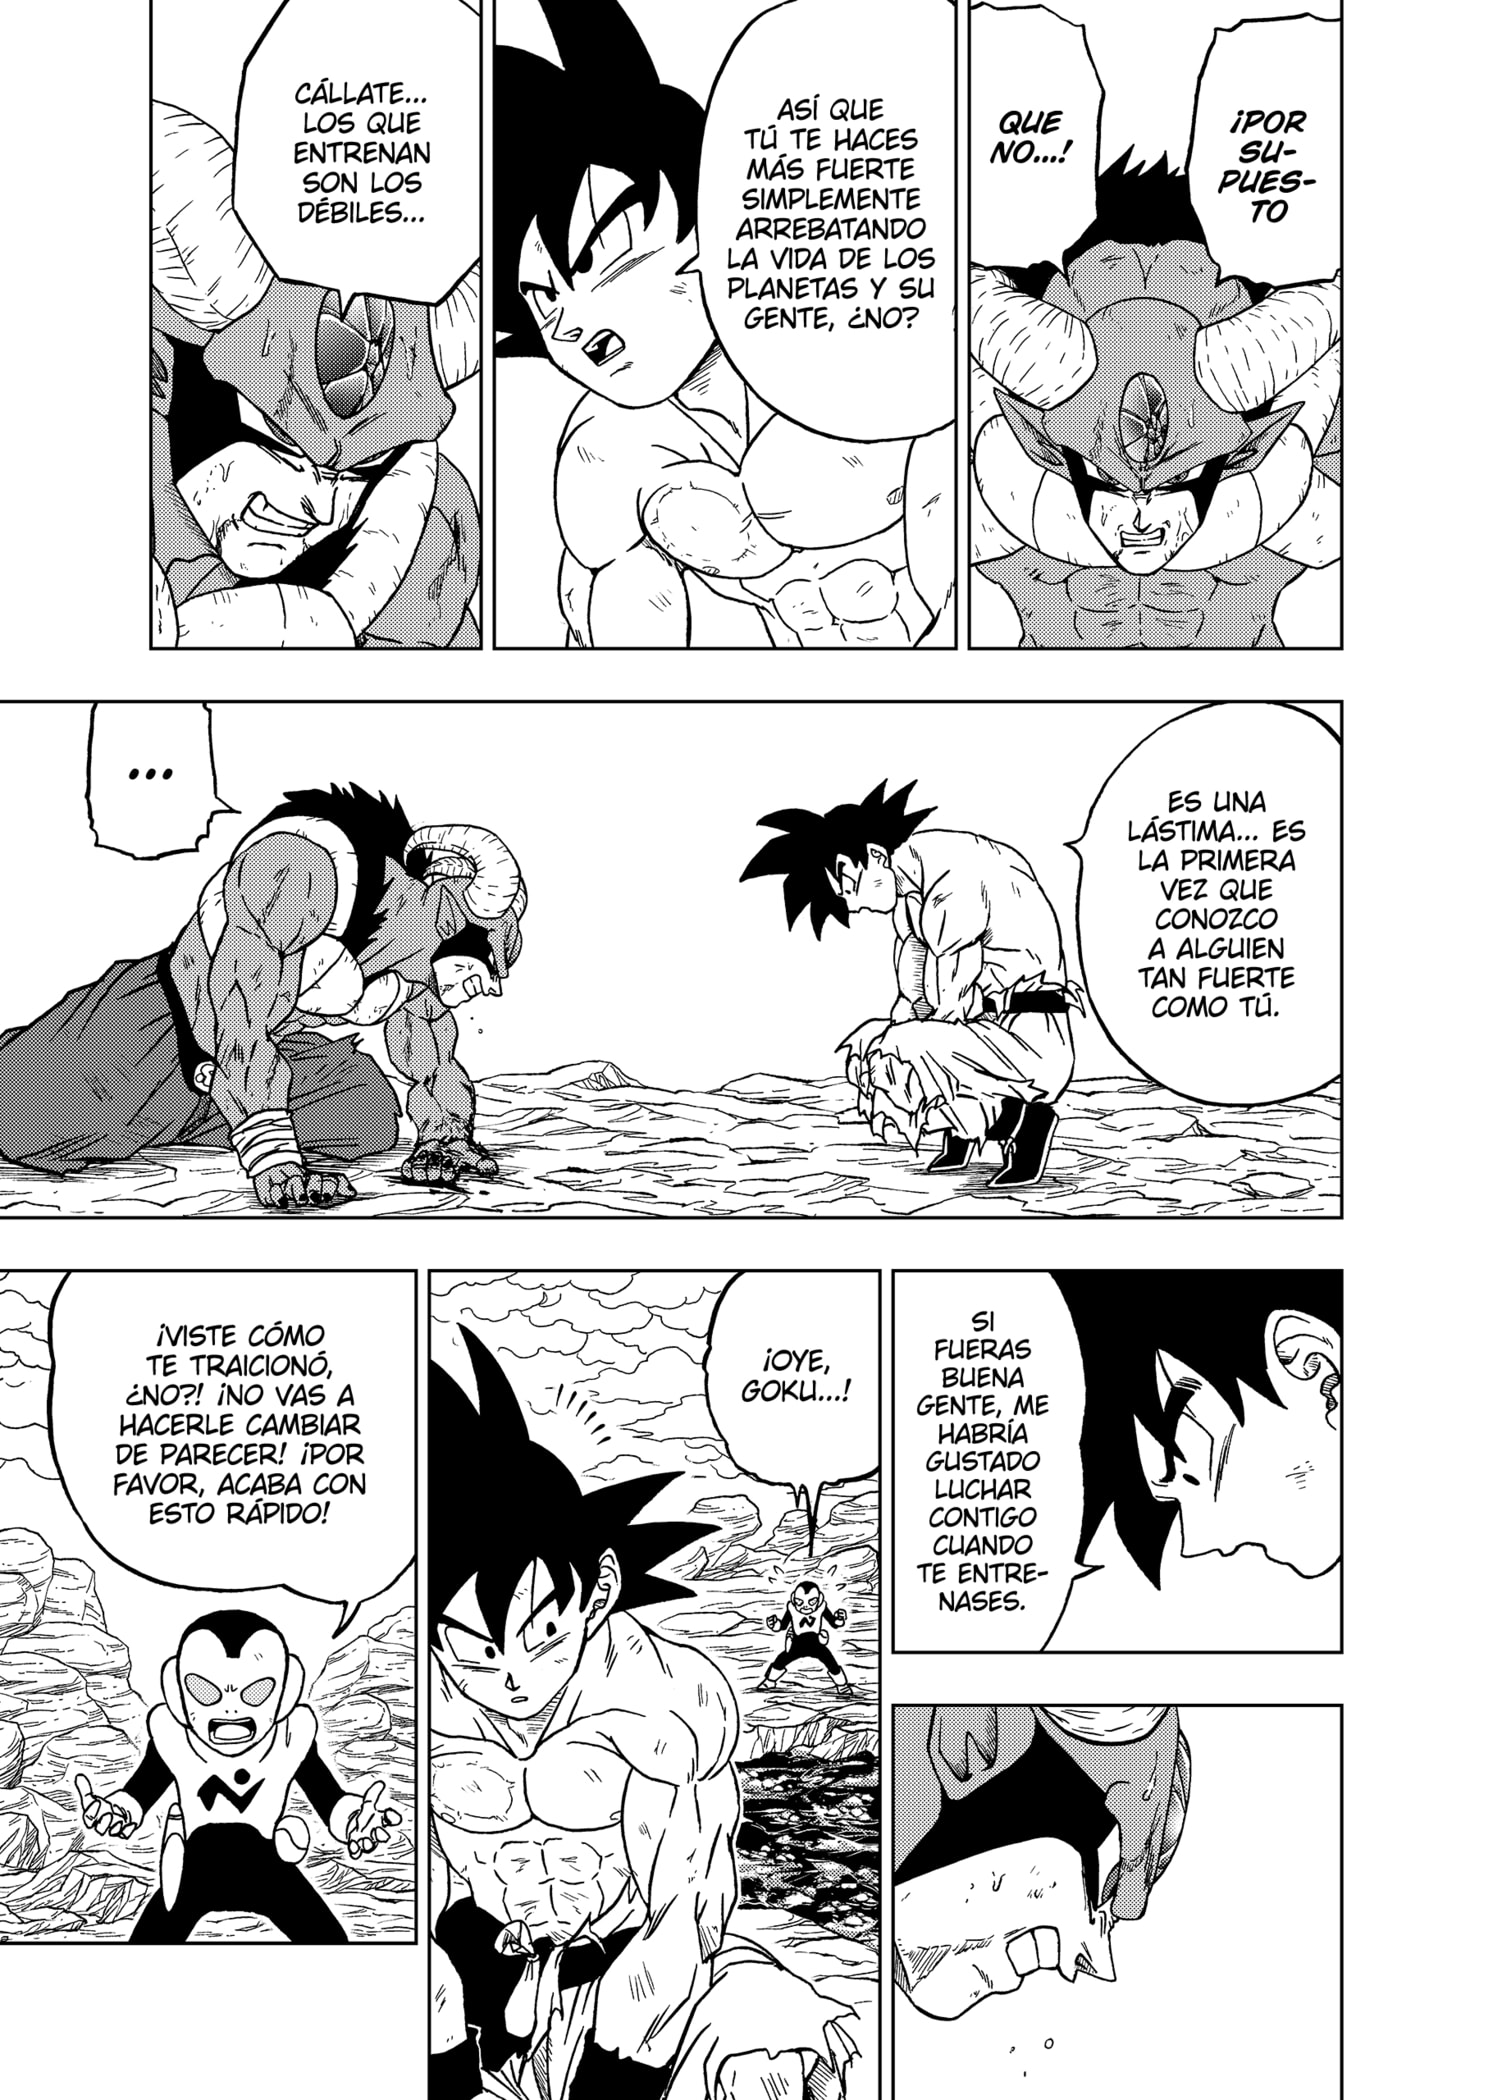 ¡POR
SU-
PUES-
TO
QUE
NO...!
ASÍ QUE
TÚ TE HACES
MÁS FUERTE
SIMPLEMENTE
ARREBATANDO
LA VIDA DE LOS
PLANETAS Y SU
GENTE, ¿NO?
CÁLLATE...
LOS QUE
ENTRENAN
SON LOS
DÉBILES...
ES UNA
LÁSTIMA... ES
LA PRIMERA
VEZ QUE
CONOZCO
A ALGUIEN
TAN FUERTE
COMO TÚ.
...
SI
FUERAS
BUENA
GENTE, ME
HABRÍA
GUSTADO
LUCHAR
CONTIGO
CUANDO
TE ENTRE-
NASES.
¡OYE,
GOKU...!
¡VISTE CÓMO
TE TRAICIONÓ,
¿NO?! ¡NO VAS A
HACERLE CAMBIAR
DE PARECER! ¡POR
FAVOR, ACABA CON
ESTO RÁPIDO!